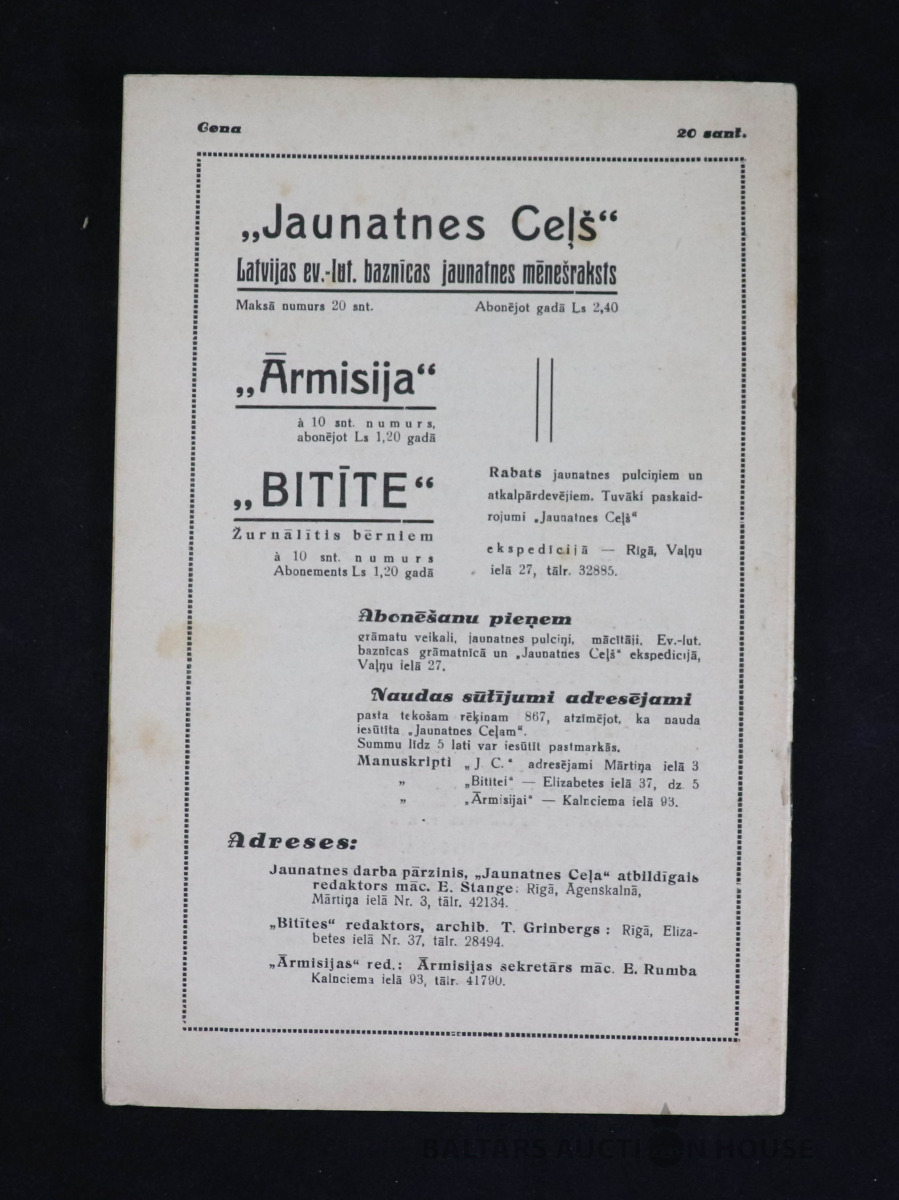 Cena 20 sant.
„Jaunatnes Ceļš“
Latvijas ev.-lut. baznīcas jaunatnes mēnešraksts
Maksā numurs 20 snt. Abonējot gadā Ls 2,40
„Ārmisija“
à 10 snt. numurs,
abonējot Ls 1,20 gadā
„BITĪTE“
Žurnālītis bērniem
à 10 snt. numurs
Abonements Ls 1,20 gadā
Rabats jaunatnes pulciņiem un
atkalpārdevējiem. Tuvāki paskaid-
rojumi „Jaunatnes Ceļš“
ekspedīcijā — Rīgā, Vaļņu
ielā 27, tālr. 32885.
Abonēšanu pieņem
grāmatu veikali, jaunatnes pulciņi, mācītāji, Ev.-lut.
baznīcas grāmatnīcā un „Jaunatnes Ceļš“ ekspedīcijā,
Vaļņu ielā 27.
Naudas sūtījumi adresējami
pasta tekošam rēķinam 867, atzīmējot, ka nauda
iesūtīta „Jaunatnes Ceļam“.
Summu līdz 5 lati var iesūtīt pastmarkās.
Manuskripti „J C.“ adresējami Mārtiņa ielā 3
„ „Bitītei“ — Elizabetes ielā 37, dz. 5
„ „Ārmisijai“ — Kalnciema ielā 93.
Adreses:
Jaunatnes darba pārzinis, „Jaunatnes Ceļa“ atbildīgais
redaktors māc. E. Stange: Rīgā, Āgenskalnā,
Mārtiņa ielā Nr. 3, tālr. 42134.
„Bitītes“ redaktors, archib. T. Grīnbergs: Rīgā, Eliza-
betes ielā Nr. 37, tālr. 28494.
„Ārmisijas“ red.: Ārmisijas sekretārs māc. E. Rumba
Kalnciema ielā 93, tālr. 41790.
BALTARS AUCTION HOUSE